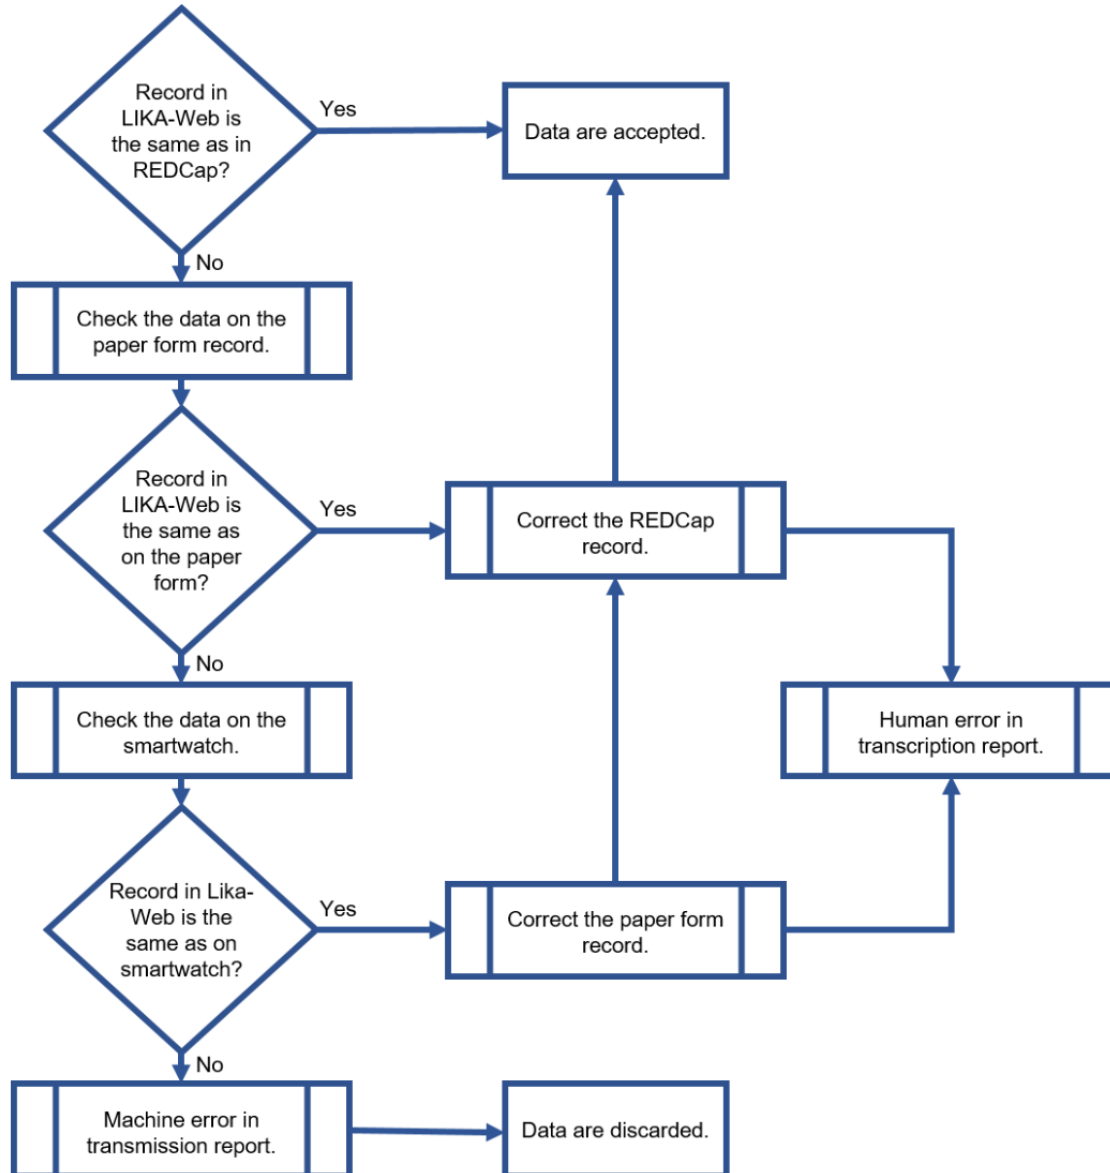 Record in
LIKA-Web is
the same as in
REDCap?
Yes
Data are accepted.
No
Check the data on the
paper form record.
Record in
LIKA-Web is
the same as
on the paper
form?
Yes
Correct the REDCap
record.
No
Check the data on the
smartwatch.
Human error in
transcription report.
Record in Lika-
Web is the
same as on
smartwatch?
Yes
Correct the paper form
record.
No
Machine error in
transmission report.
Data are discarded.